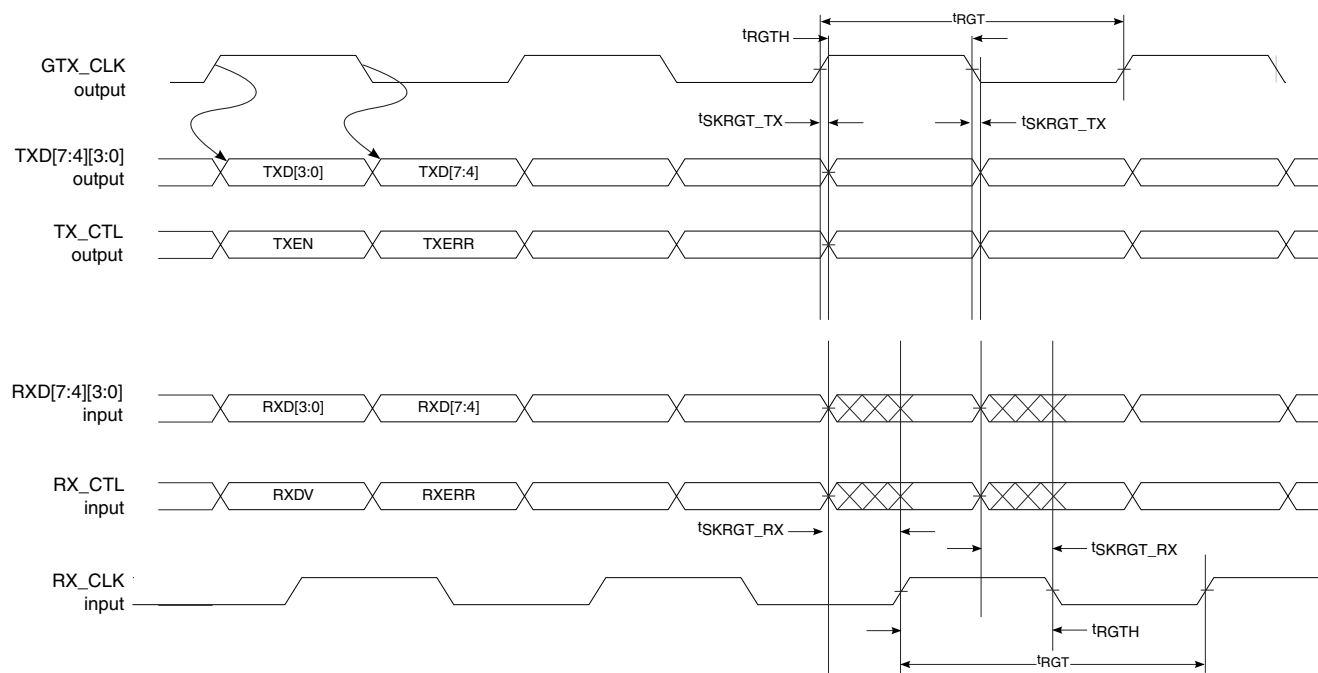 tRGT
tRGTH
GTX_CLK
output
tSKRGT_TX
tSKRGT_TX
TXD[7:4][3:0]
output
TXD[3:0]
TXD[7:4]
TX_CTL
output
TXEN
TXERR
RXD[7:4][3:0]
input
RXD[3:0]
RXD[7:4]
RX_CTL
input
RXDV
RXERR
tSKRGT_RX
tSKRGT_RX
RX_CLK
input
tRGTH
tRGT